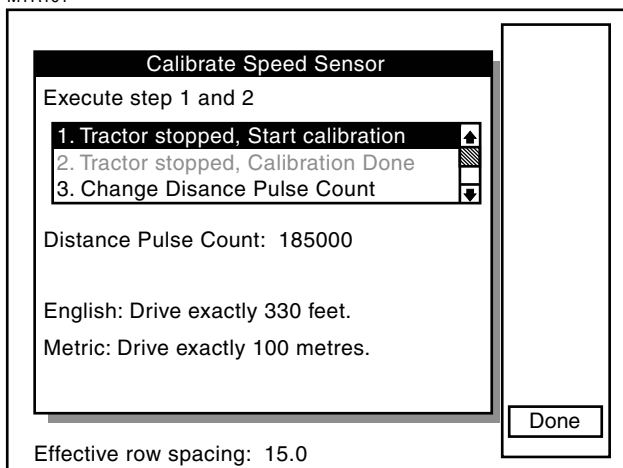 Calibrate Speed Sensor
Execute step 1 and 2
1. Tractor stopped, Start calibration
2. Tractor stopped, Calibration Done
3. Change Disance Pulse Count
Distance Pulse Count: 185000
English: Drive exactly 330 feet.
Metric: Drive exactly 100 metres.
Done
Effective row spacing: 15.0